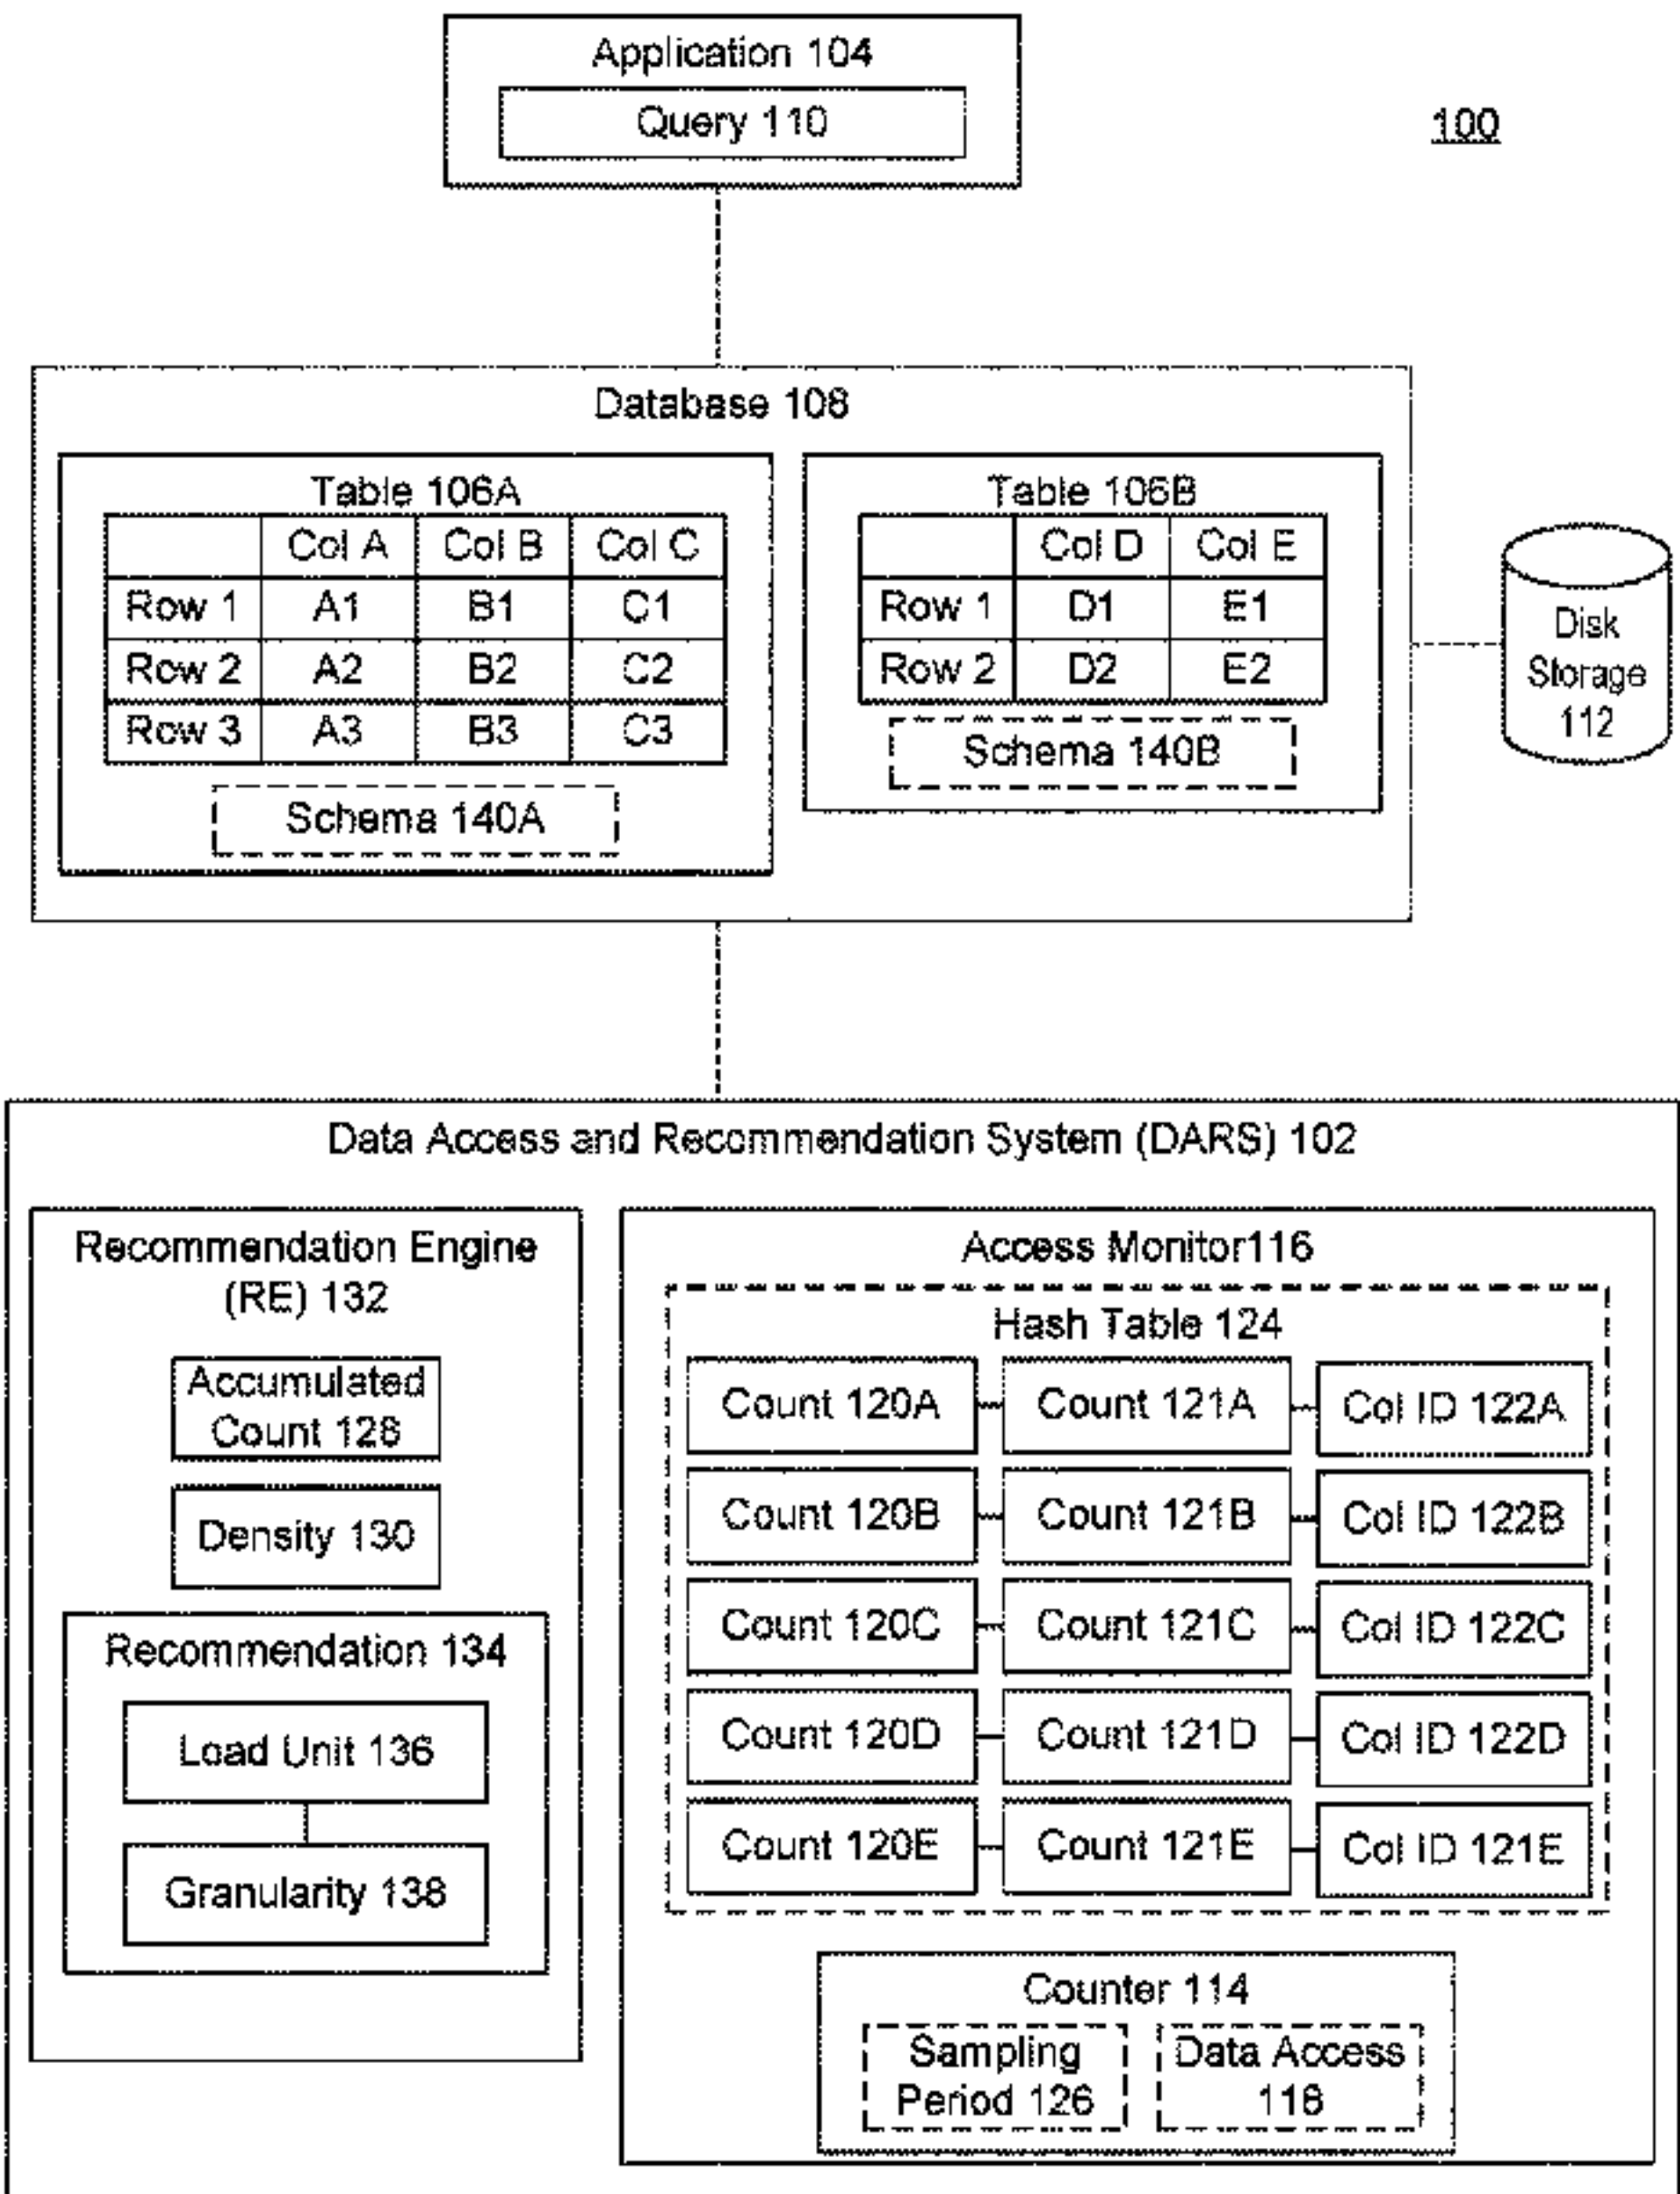 Application 104
Query 110
100
Database 108
Table 106A
Col A Col B Col C
Row 1 A1 B1 C1
Row 2 A2 B2 C2
Row 3 A3 B3 C3
Schema 140A
Table 106B
Col D Col E
Row 1 D1 E1
Row 2 D2 E2
Schema 140B
Disk
Storage
112
Data Access and Recommendation System (DARS) 102
Recommendation Engine
(RE) 132
Accumulated
Count 128
Density 130
Recommendation 134
Load Unit 136
Granularity 138
Access Monitor116
Hash Table 124
Count 120A Count 121A Col ID 122A
Count 120B Count 121B Col ID 122B
Count 120C Count 121C Col ID 122C
Count 120D Count 121D Col ID 122D
Count 120E Count 121E Col ID 121E
Counter 114
Sampling
Period 126
Data Access
118